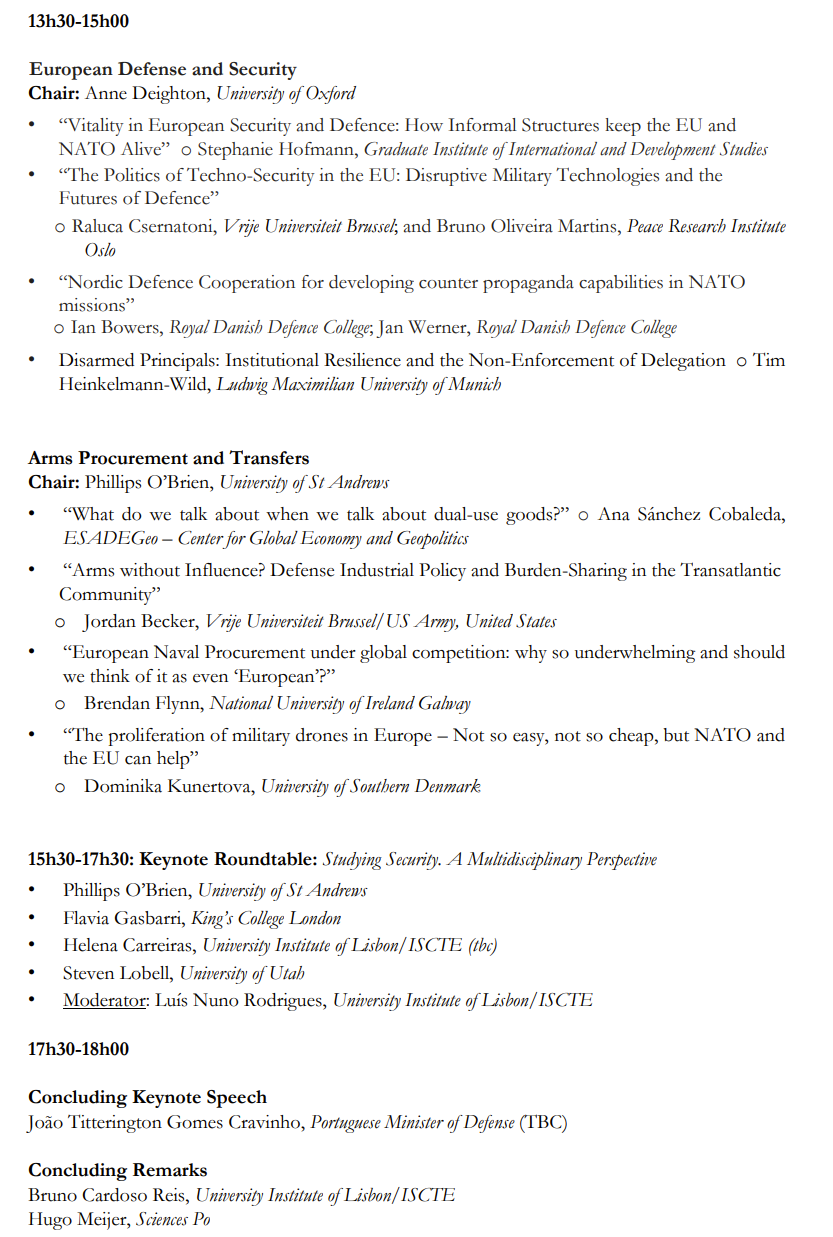 13h30-15h00
European Defense and Security
Chair: Anne Deighton, University of Oxford
• “Vitality in European Security and Defence: How Informal Structures keep the EU and
NATO Alive” o Stephanie Hofmann, Graduate Institute of International and Development Studies
• “The Politics of Techno-Security in the EU: Disruptive Military Technologies and the
Futures of Defence”
o Raluca Csernatoni, Vrije Universiteit Brussel; and Bruno Oliveira Martins, Peace Research Institute
Oslo
• “Nordic Defence Cooperation for developing counter propaganda capabilities in NATO
missions”
o Ian Bowers, Royal Danish Defence College; Jan Werner, Royal Danish Defence College
• Disarmed Principals: Institutional Resilience and the Non-Enforcement of Delegation o Tim
Heinkelmann-Wild, Ludwig Maximilian University of Munich
Arms Procurement and Transfers
Chair: Phillips O’Brien, University of St Andrews
• “What do we talk about when we talk about dual-use goods?” o Ana Sánchez Cobaleda,
ESADEGeo – Center for Global Economy and Geopolitics
• “Arms without Influence? Defense Industrial Policy and Burden-Sharing in the Transatlantic
Community”
o Jordan Becker, Vrije Universiteit Brussel/US Army, United States
• “European Naval Procurement under global competition: why so underwhelming and should
we think of it as even ‘European’?”
o Brendan Flynn, National University of Ireland Galway
• “The proliferation of military drones in Europe – Not so easy, not so cheap, but NATO and
the EU can help”
o Dominika Kunertova, University of Southern Denmark
15h30-17h30: Keynote Roundtable: Studying Security. A Multidisciplinary Perspective
• Phillips O’Brien, University of St Andrews
• Flavia Gasbarri, King’s College London
• Helena Carreiras, University Institute of Lisbon/ISCTE (tbc)
• Steven Lobell, University of Utah
• Moderator: Luís Nuno Rodrigues, University Institute of Lisbon/ISCTE
17h30-18h00
Concluding Keynote Speech
João Titterington Gomes Cravinho, Portuguese Minister of Defense (TBC)
Concluding Remarks
Bruno Cardoso Reis, University Institute of Lisbon/ISCTE
Hugo Meijer, Sciences Po